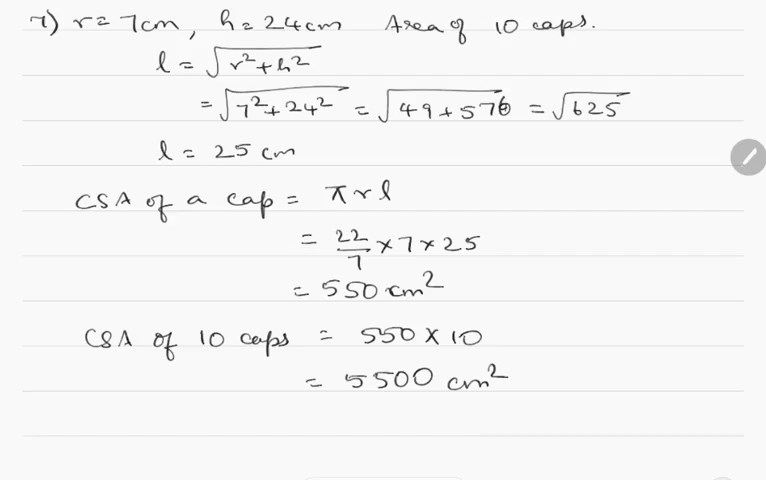 7) r = 7cm, h = 24cm Area of 10 caps.
l = √(r²+h²)
= √(7²+24²) = √(49+576) = √625
l = 25 cm
CSA of a cap = πrl
= 22/7 × 7 × 25
= 550 cm²
CSA of 10 caps = 550 × 10
= 5500 cm²